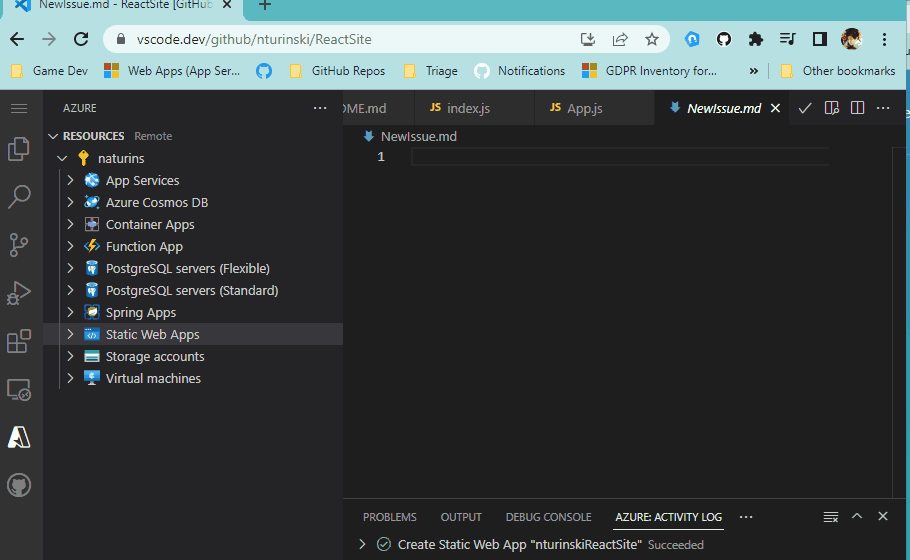 NewIssue.md - ReactSite [GitHub
vscode.dev/github/nturinski/ReactSite
Game Dev Web Apps (App Ser... GitHub Repos Triage Notifications GDPR Inventory for... » Other bookmarks
AZURE
RESOURCES Remote
naturins
App Services
Azure Cosmos DB
Container Apps
Function App
PostgreSQL servers (Flexible)
PostgreSQL servers (Standard)
Spring Apps
Static Web Apps
Storage accounts
Virtual machines
OME.md JS index.js JS App.js NewIssue.md
NewIssue.md
1
PROBLEMS OUTPUT DEBUG CONSOLE AZURE: ACTIVITY LOG
Create Static Web App "nturinskiReactSite" Succeeded